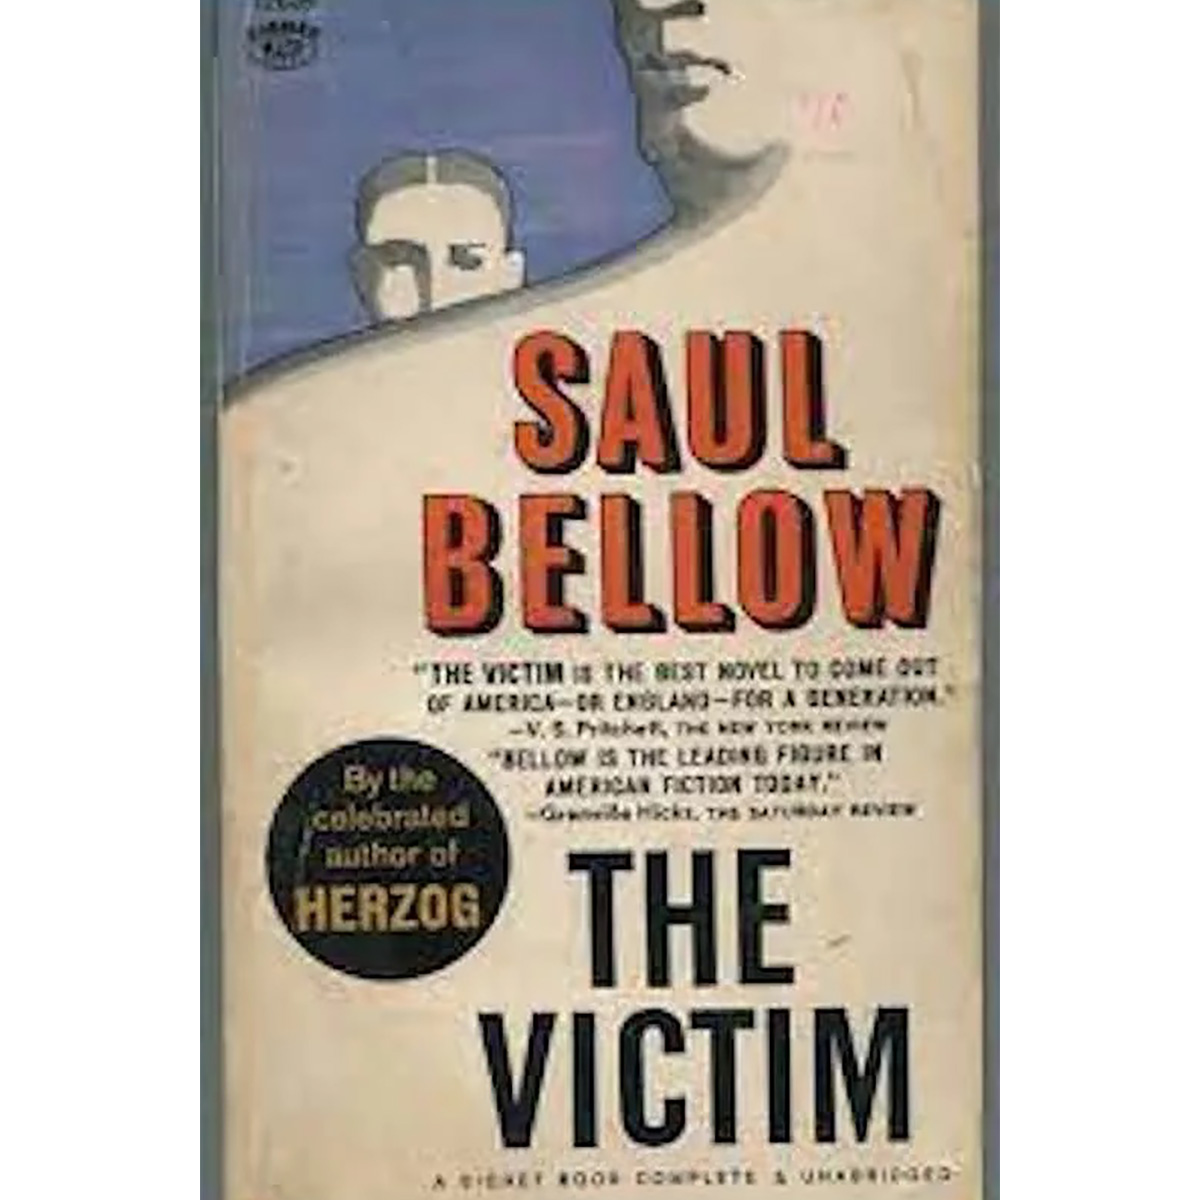 SIGNET
SAUL
BELLOW
"THE VICTIM IS THE BEST NOVEL TO COME OUT
OF AMERICA—OR ENGLAND—FOR A GENERATION."
—V. S. Pritchett, THE NEW YORK REVIEW
"BELLOW IS THE LEADING FIGURE IN
AMERICAN FICTION TODAY."
—Granville Hicks, THE SATURDAY REVIEW
By the
celebrated
author of
HERZOG
THE
VICTIM
A SIGNET BOOK COMPLETE & UNABRIDGED